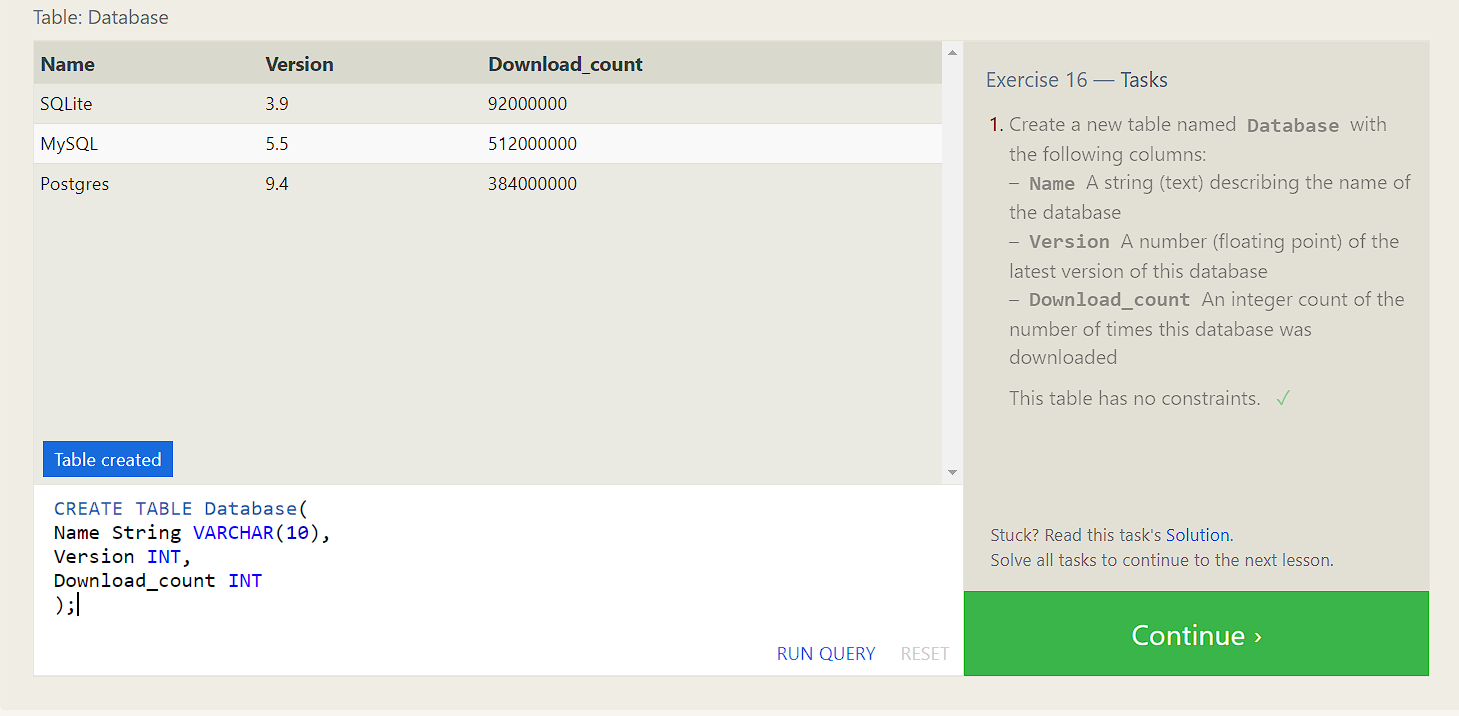 Table: Database
Name Version Download_count
SQLite 3.9 92000000
MySQL 5.5 512000000
Postgres 9.4 384000000
Table created
CREATE TABLE Database(
Name String VARCHAR(10),
Version INT,
Download_count INT
);
RUN QUERY RESET
Exercise 16 — Tasks
1. Create a new table named Database with
the following columns:
– Name A string (text) describing the name of
the database
– Version A number (floating point) of the
latest version of this database
– Download_count An integer count of the
number of times this database was
downloaded
This table has no constraints. ✓
Stuck? Read this task's Solution.
Solve all tasks to continue to the next lesson.
Continue ›